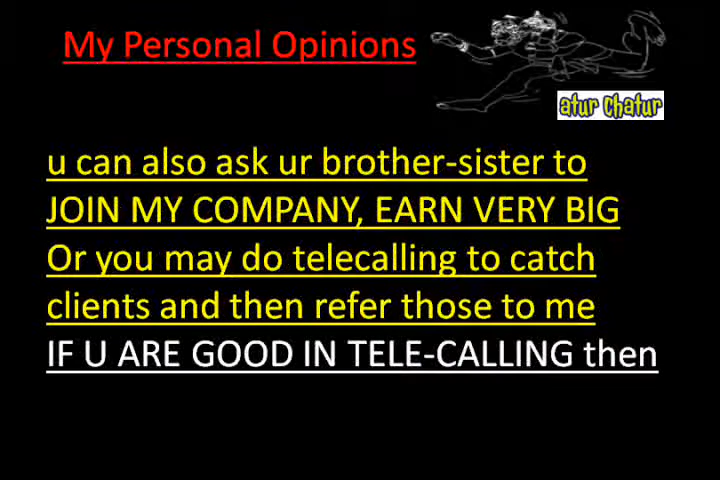 My Personal Opinions
atur chatur
u can also ask ur brother-sister to
JOIN MY COMPANY, EARN VERY BIG
Or you may do telecalling to catch
clients and then refer those to me
IF U ARE GOOD IN TELE-CALLING then